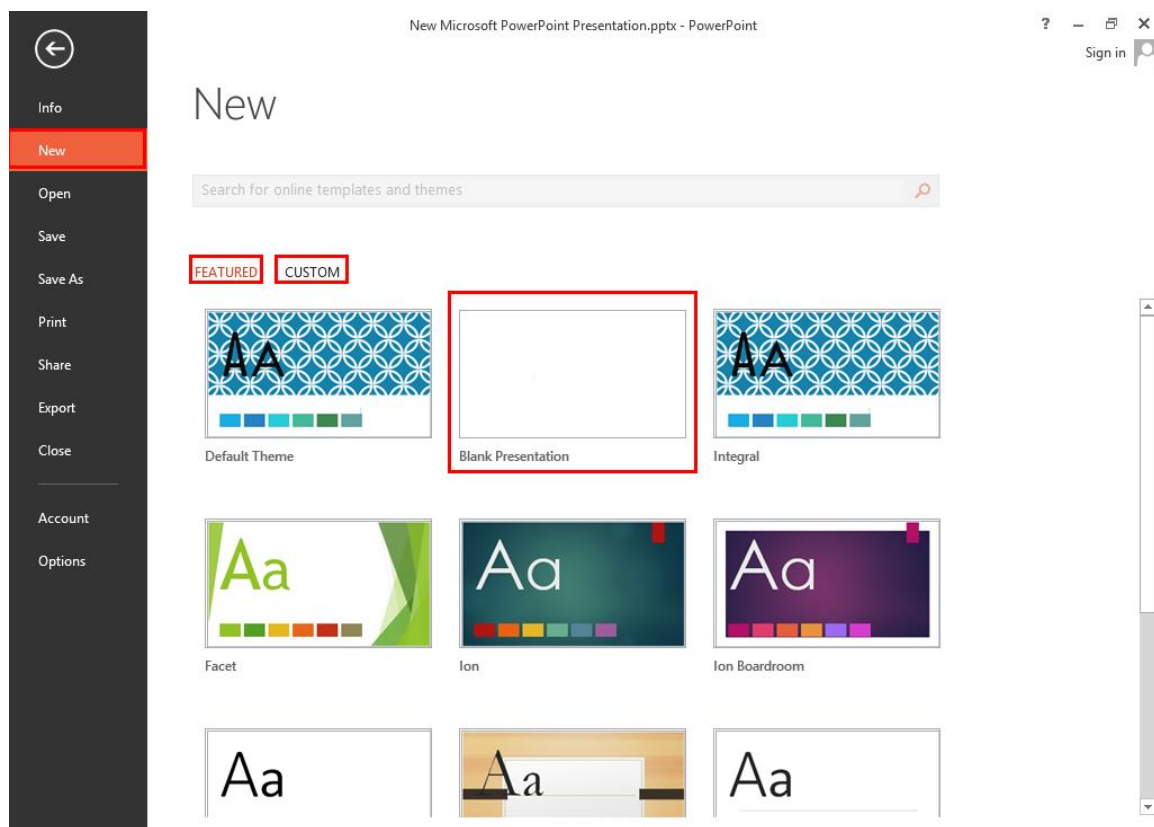 New Microsoft PowerPoint Presentation.pptx - PowerPoint
?
Sign in
Info
New
Open
Save
Save As
Print
Share
Export
Close
Account
Options
New
Search for online templates and themes
FEATURED CUSTOM
Aa Aa
Default Theme Blank Presentation Integral
Aa Aa Aa
Facet Ion Ion Boardroom
Aa Aa Aa